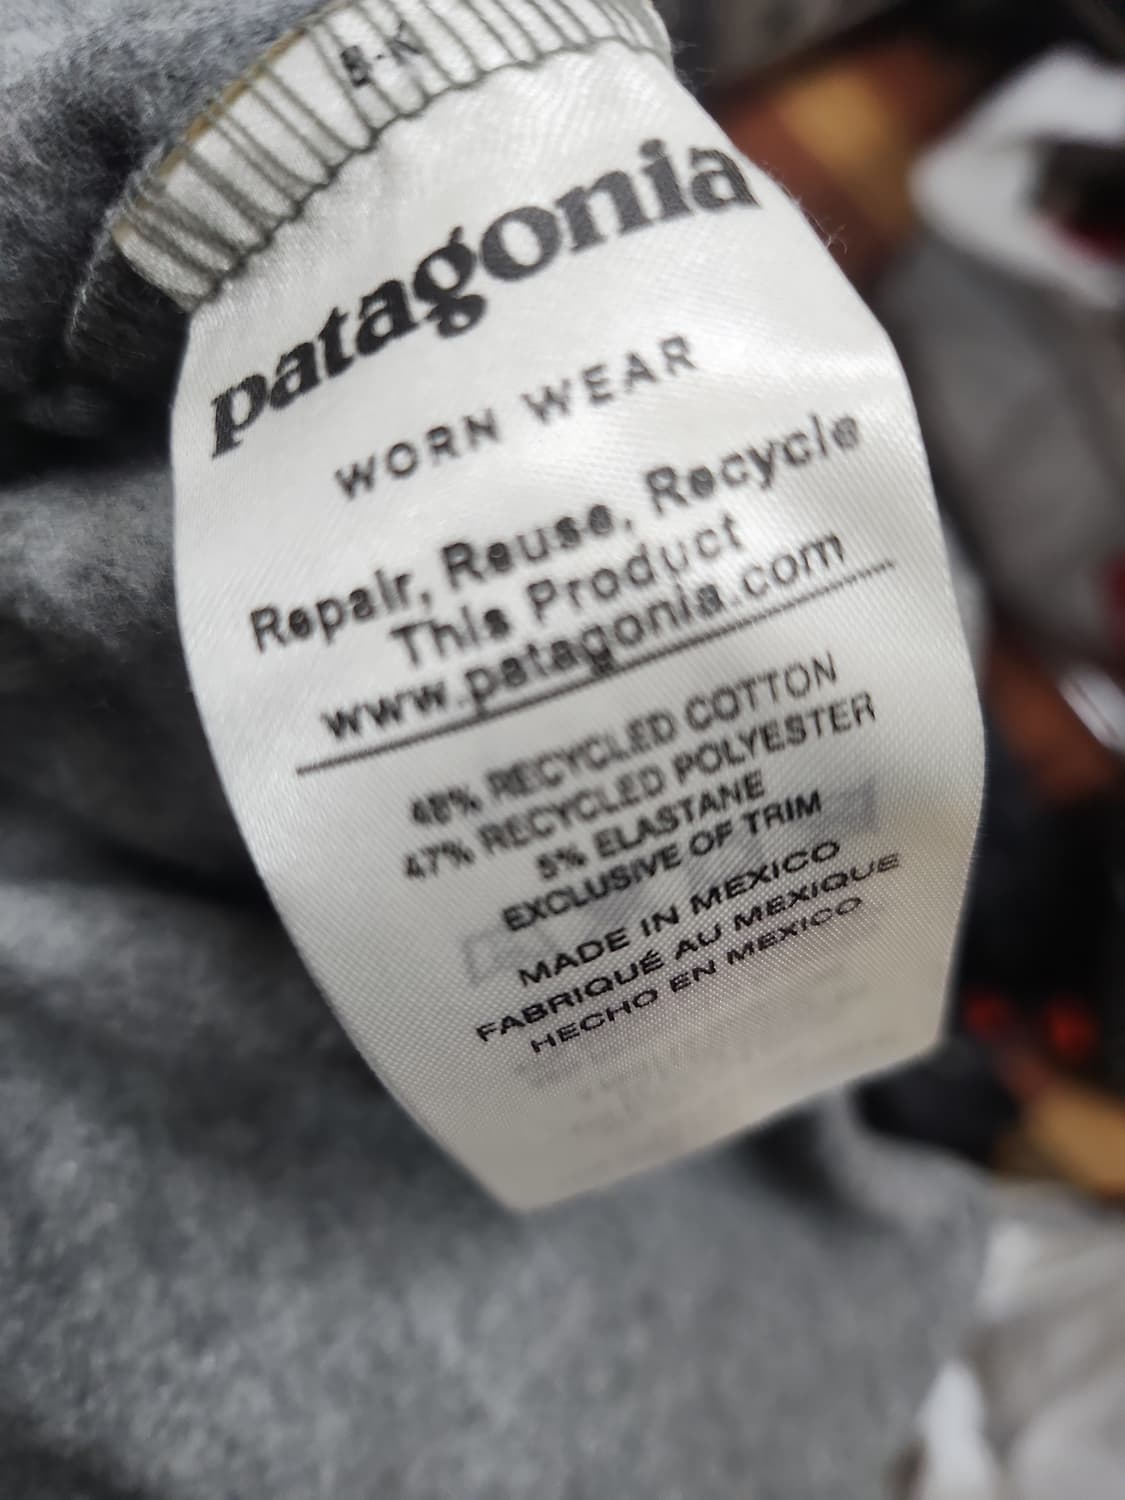 patagonia
WORN WEAR
Repair, Reuse, Recycle
This Product
www.patagonia.com
48% RECYCLED COTTON
47% RECYCLED POLYESTER
5% ELASTANE
EXCLUSIVE OF TRIM
MADE IN MEXICO
FABRIQUÉ AU MEXIQUE
HECHO EN MEXICO